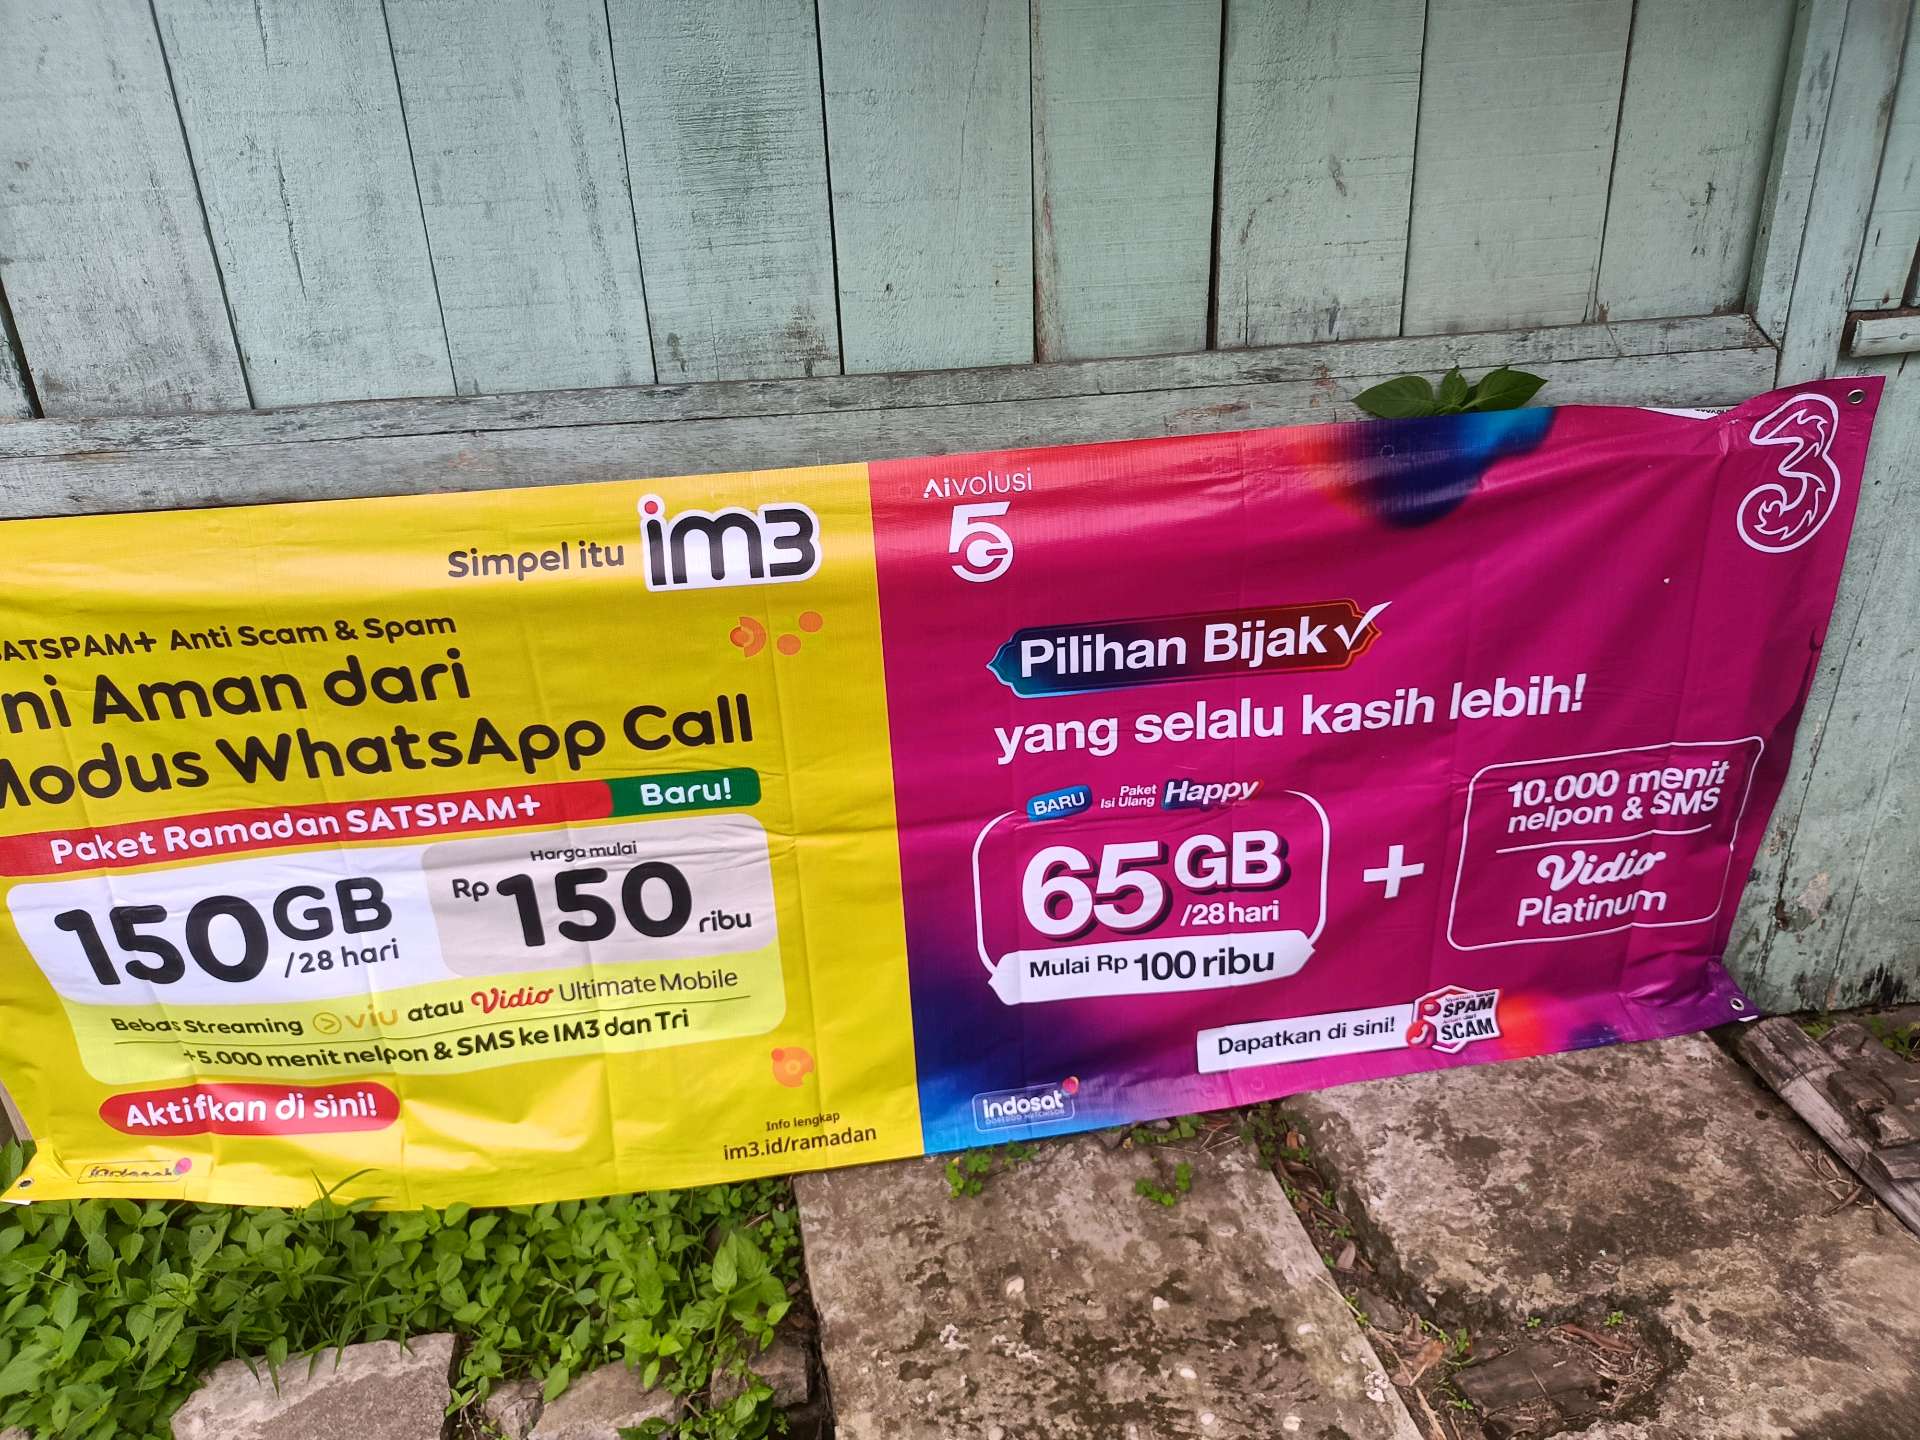 Simpel itu im3
SATSPAM+ Anti Scam & Spam
ni Aman dari
Modus WhatsApp Call
Paket Ramadan SATSPAM+ Baru!
150GB /28 hari
Harga mulai
Rp 150 ribu
Bebas Streaming viu atau Vidio Ultimate Mobile
+5.000 menit nelpon & SMS ke IM3 dan Tri
Aktifkan di sini!
Info lengkap
im3.id/ramadan
Aivolusi
5G
3
Pilihan Bijak
yang selalu kasih lebih!
BARU Paket Isi Ulang Happy
65GB /28 hari
Mulai Rp 100 ribu
+
10.000 menit
nelpon & SMS
Vidio
Platinum
Dapatkan di sini!
SPAM
SCAM
indosat
OOREDOO HUTCHISON